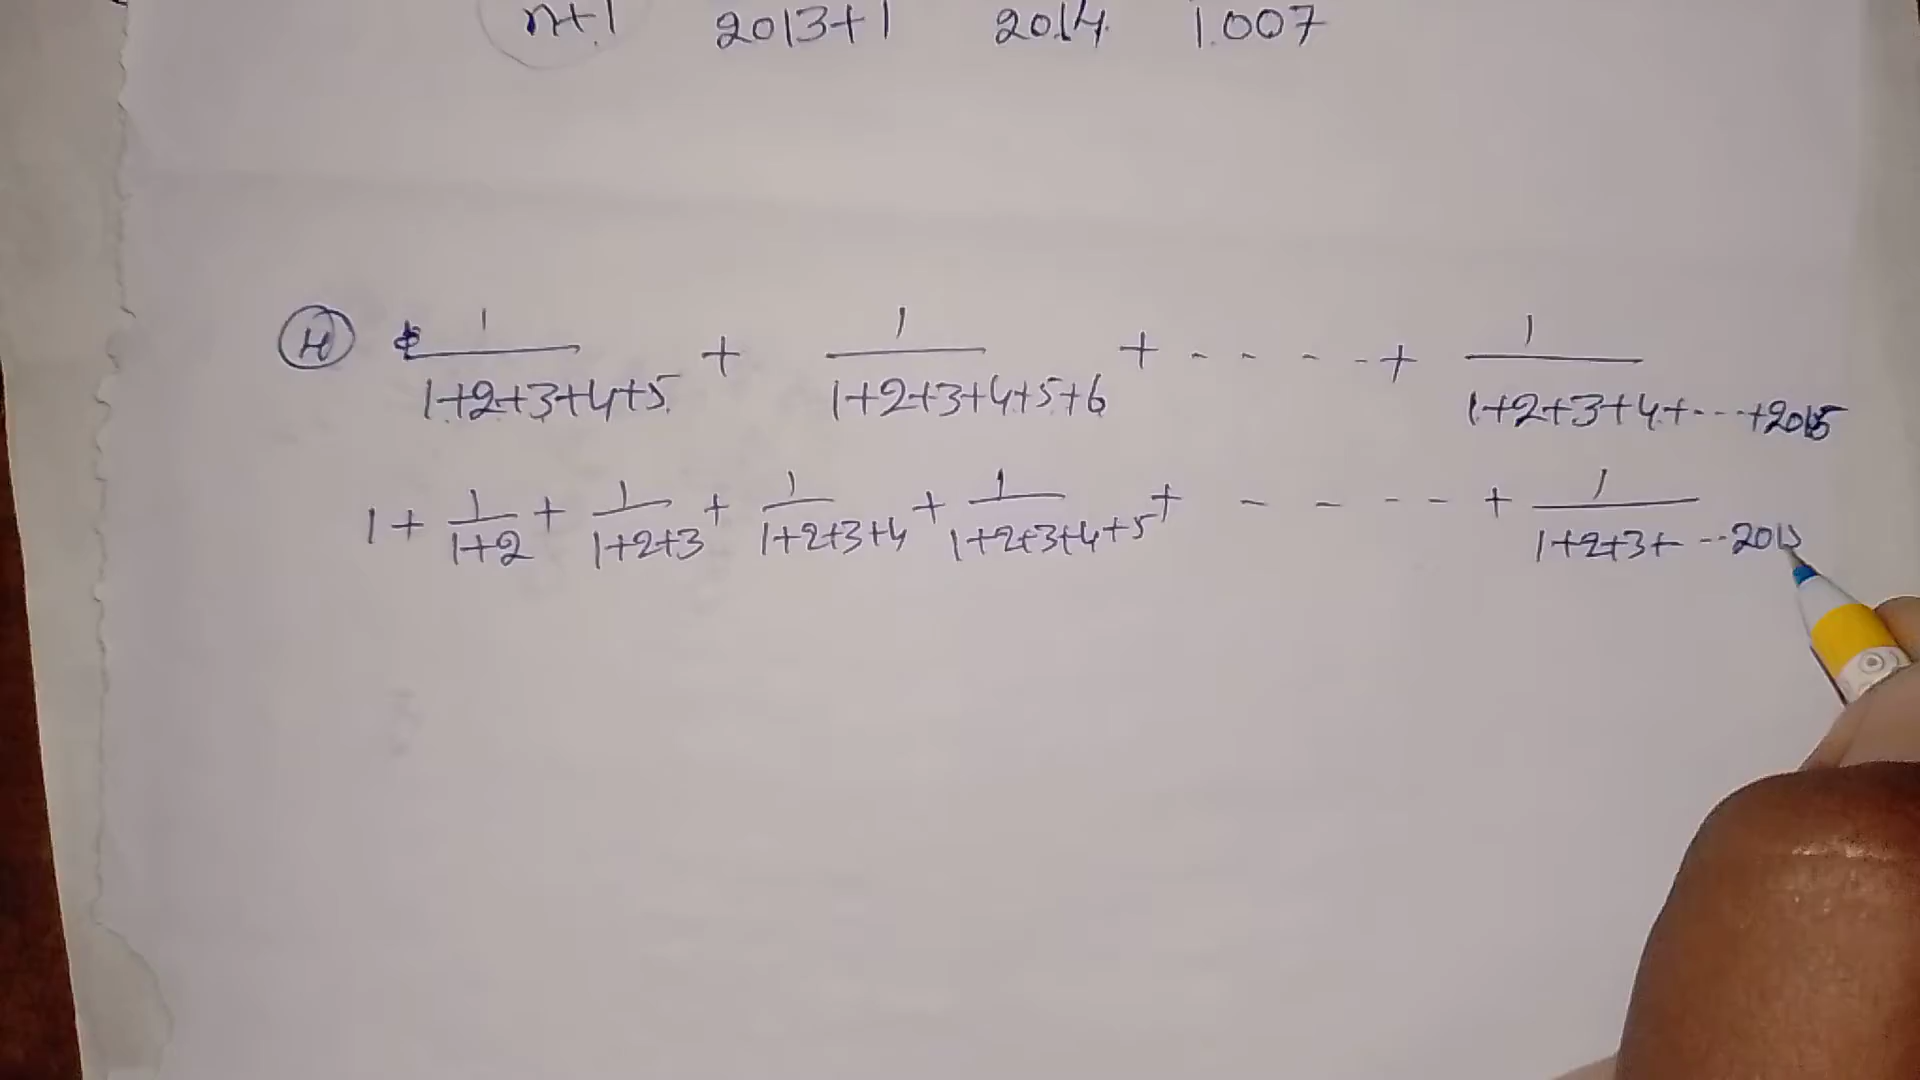 n+1 2013+1 2014 1.007
1 1 1
1+2+3+4+5 + 1+2+3+4+5+6 + - - - - + 1+2+3+4+---+2015
1 1 1 1 1
1 + 1+2 + 1+2+3 + 1+2+3+4 + 1+2+3+4+5 + - - - - + 1+2+3+---2015